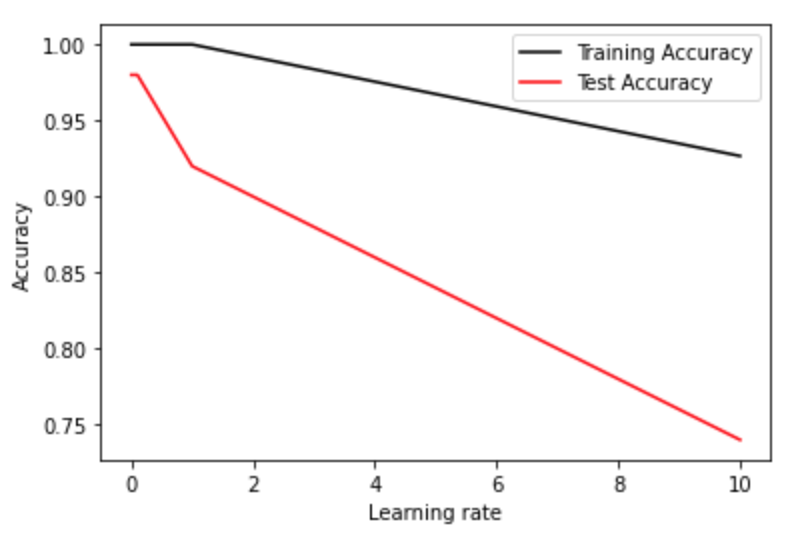 Training Accuracy
Test Accuracy
1.00
0.95
0.90
0.85
0.80
0.75
Accuracy
0 2 4 6 8 10
Learning rate